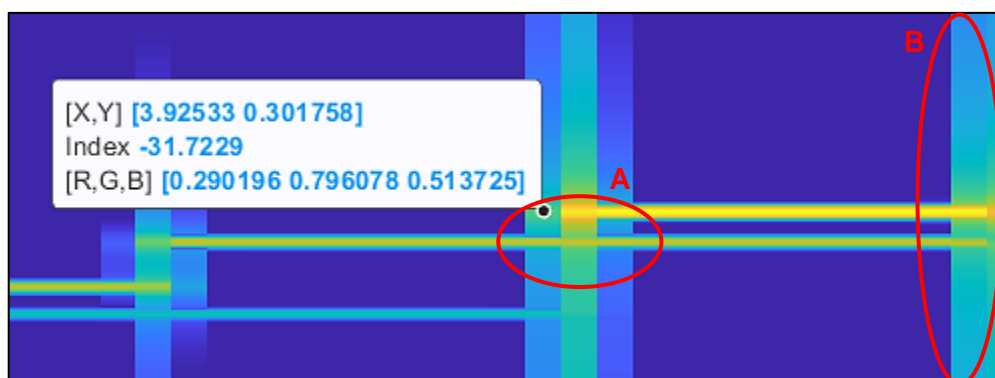 B
[X,Y] [3.92533 0.301758]
Index -31.7229
[R,G,B] [0.290196 0.796078 0.513725]
A